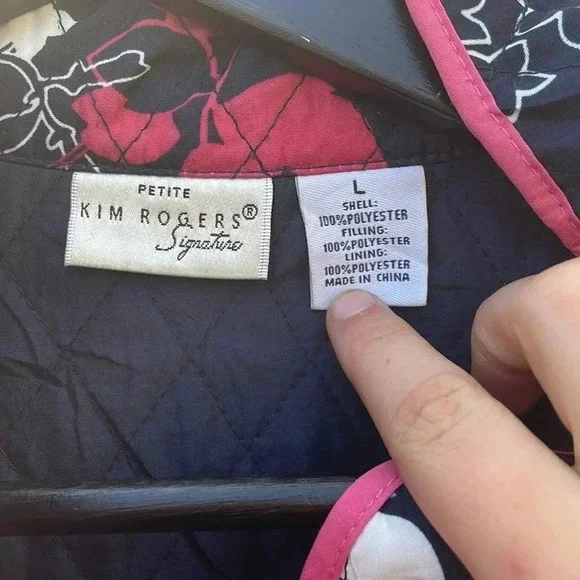 PETITE
KIM ROGERS®
Signature
L
SHELL:
100%POLYESTER
FILLING:
100%POLYESTER
LINING:
100%POLYESTER
MADE IN CHINA